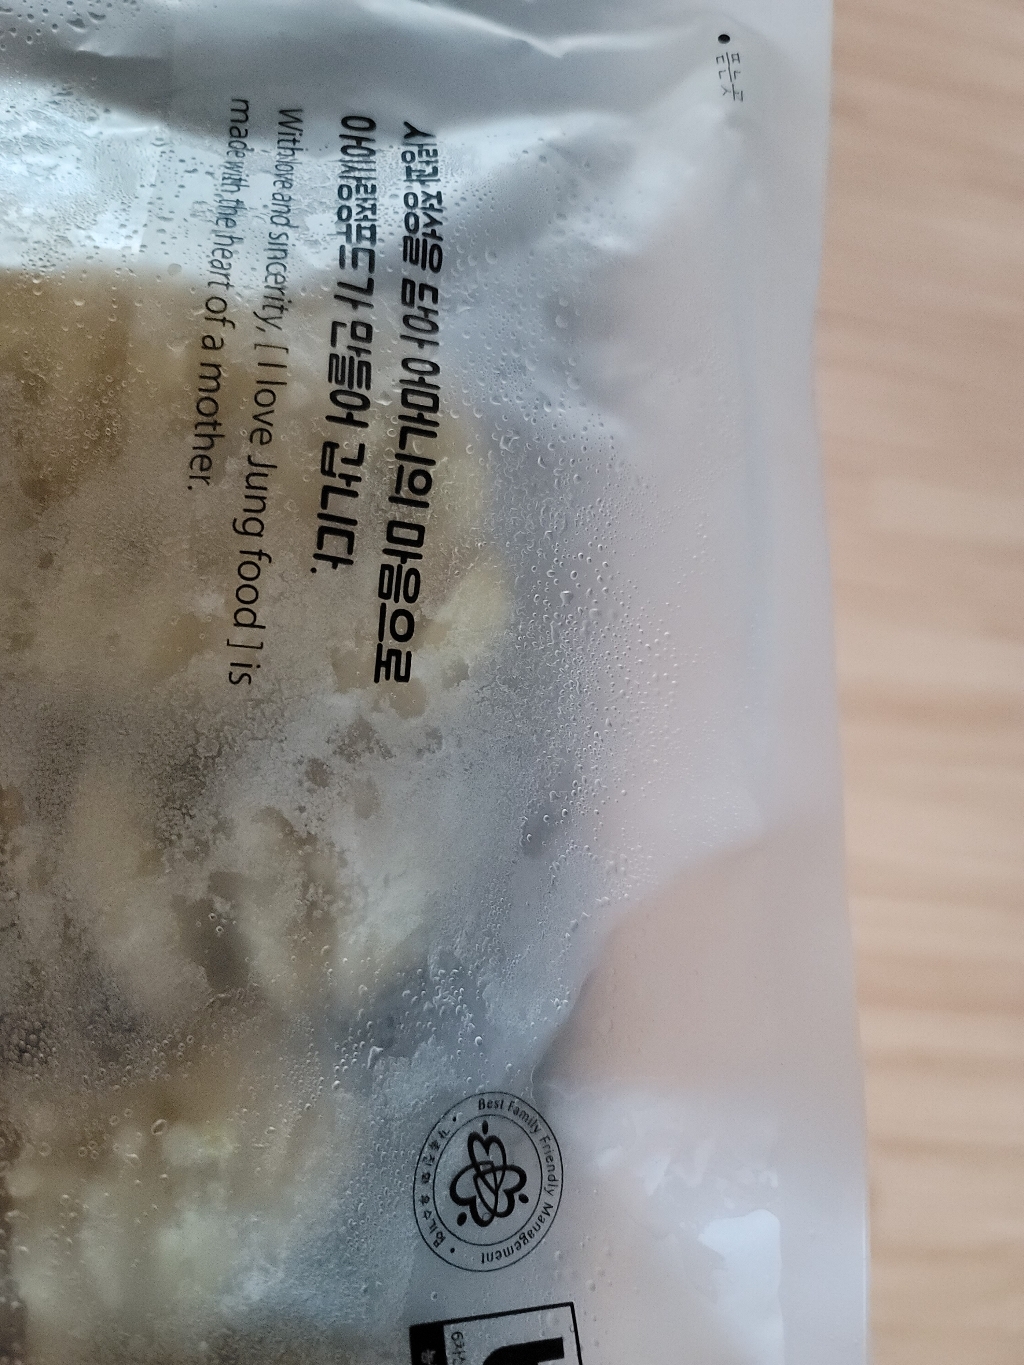 사랑과 정성을 담아 어머니의 마음으로
아이사랑정푸드가 만들어 갑니다.
With love and sincerity, [ I love Jung food ] is
made with the heart of a mother.
Best Family Friendly Management